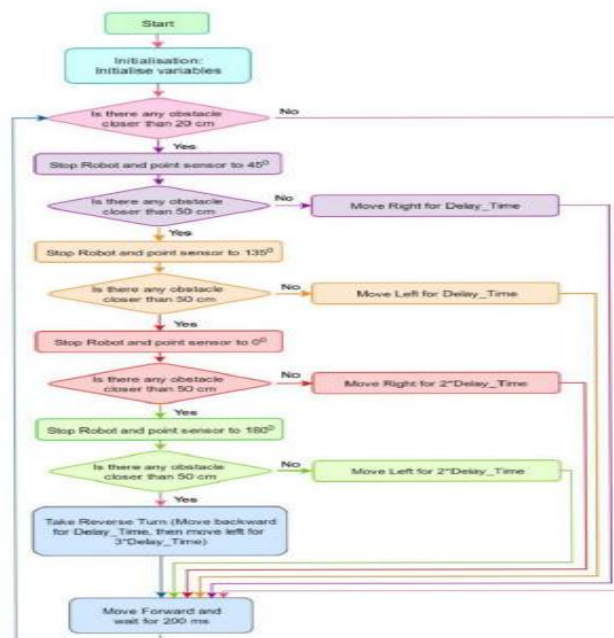 Start
Initialisation:
Initialise variables
Is there any obstacle
closer than 20 cm
No
Yes
Stop Robot and point sensor to 45⁰
Is there any obstacle
closer than 50 cm
No
Move Right for Delay_Time
Yes
Stop Robot and point sensor to 135⁰
Is there any obstacle
closer than 50 cm
No
Move Left for Delay_Time
Yes
Stop Robot and point sensor to 0⁰
Is there any obstacle
closer than 50 cm
No
Move Right for 2*Delay_Time
Yes
Stop Robot and point sensor to 180⁰
Is there any obstacle
closer than 50 cm
No
Move Left for 2*Delay_Time
Yes
Take Reverse Turn (Move backward
for Delay_Time, then move left for
3*Delay_Time)
Move Forward and
wait for 200 ms